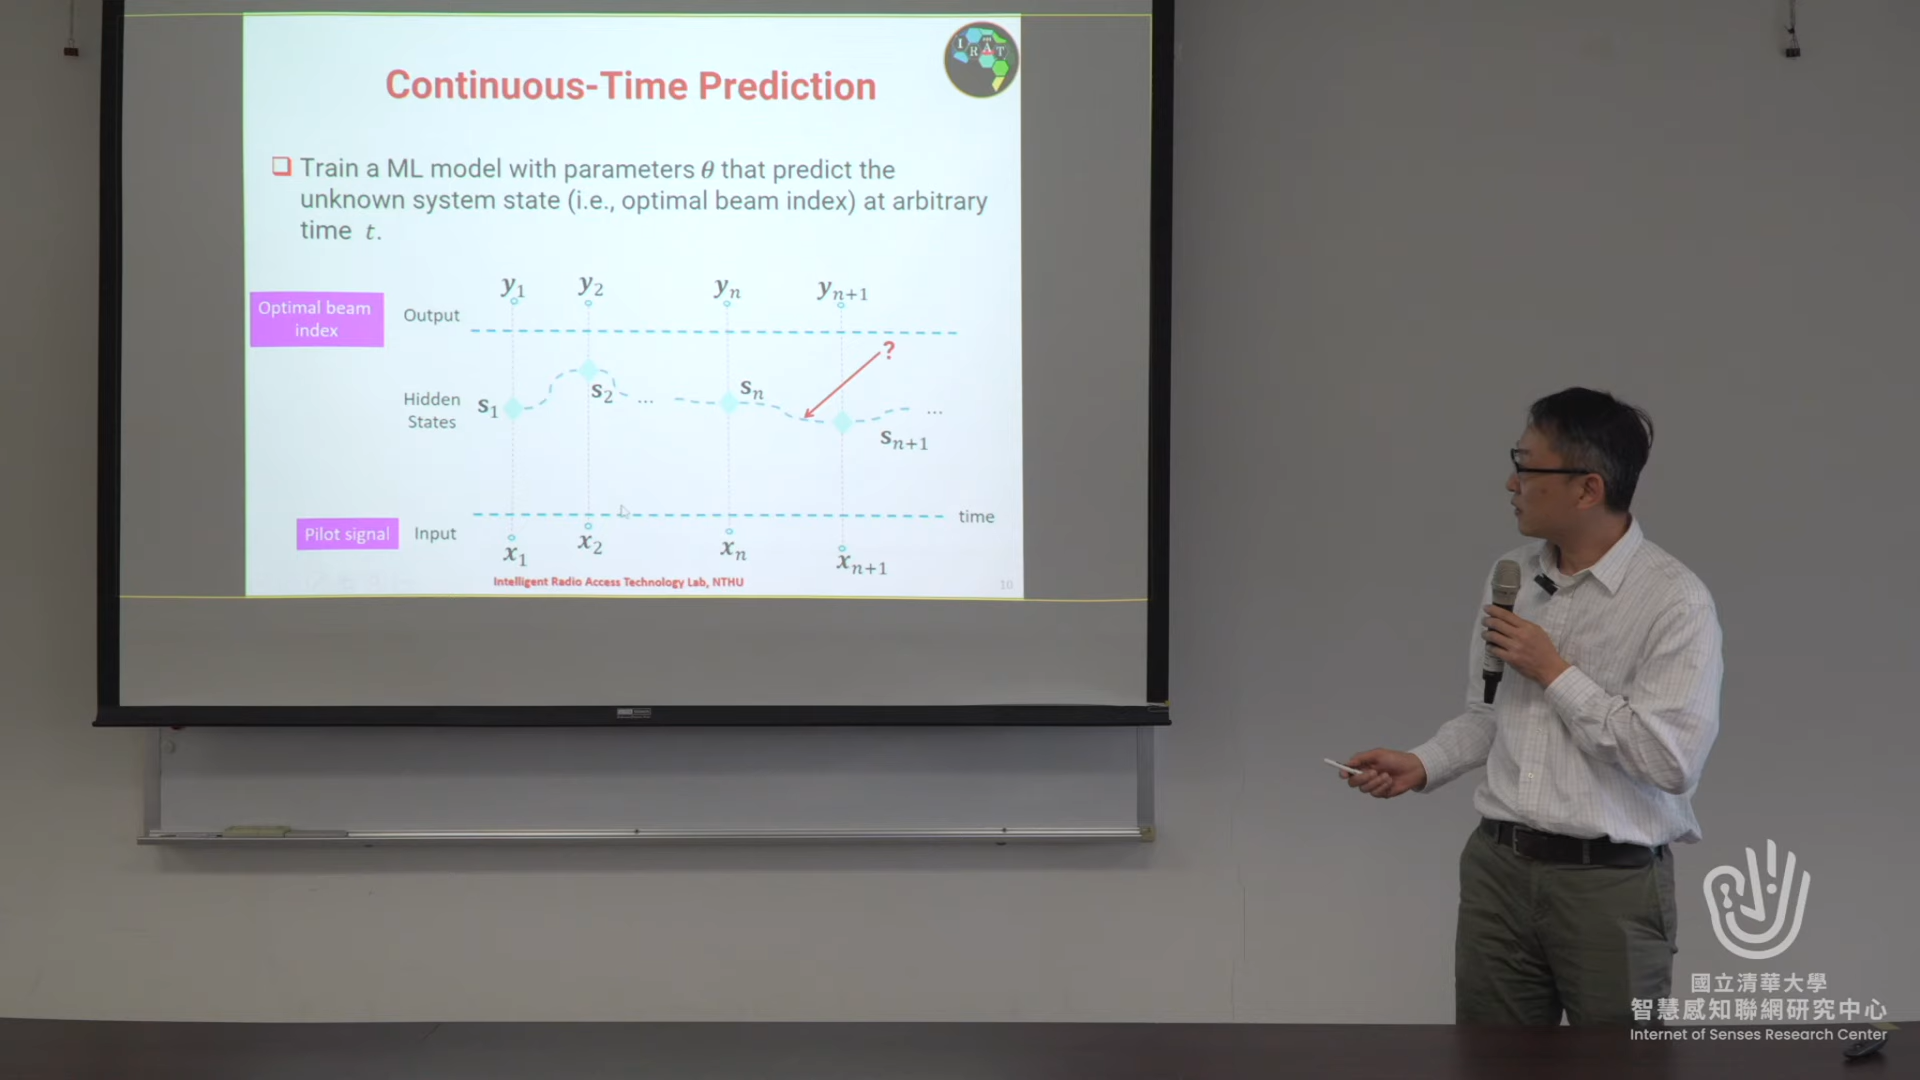 IRAT
Continuous-Time Prediction
Train a ML model with parameters θ that predict the
unknown system state (i.e., optimal beam index) at arbitrary
time t.
y1 y2 yn yn+1
Optimal beam
index
Output
?
Hidden
States
s1 s2 ... sn sn+1 ...
time
Pilot signal
Input
x1 x2 xn xn+1
Intelligent Radio Access Technology Lab, NTHU
10
國立清華大學
智慧感知聯網研究中心
Internet of Senses Research Center